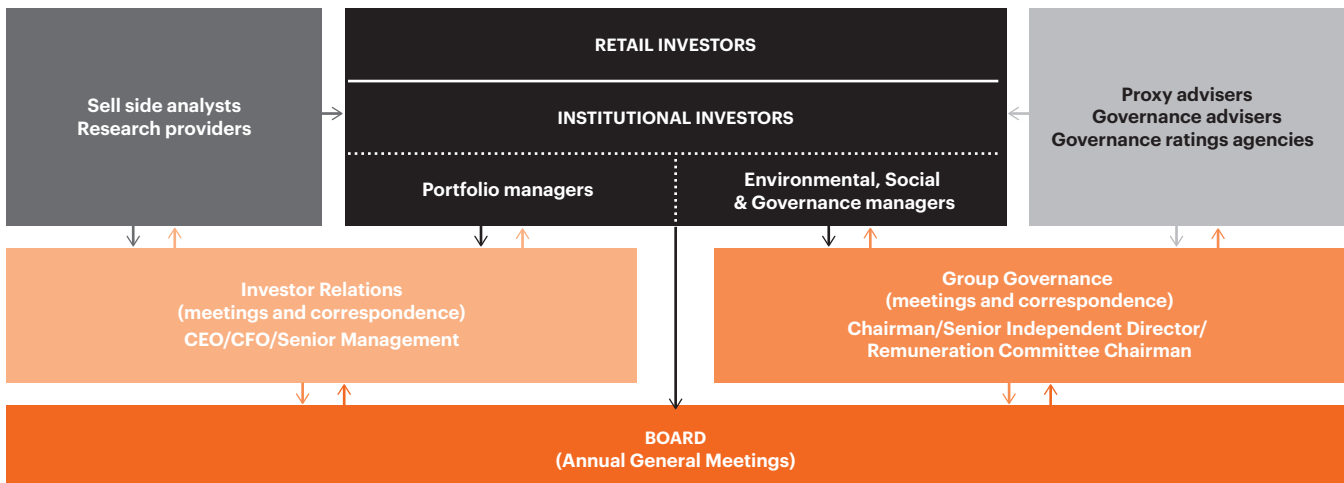 RETAIL INVESTORS
Sell side analysts
Research providers
INSTITUTIONAL INVESTORS
Proxy advisers
Governance advisers
Governance ratings agencies
Portfolio managers
Environmental, Social
& Governance managers
Investor Relations
(meetings and correspondence)
CEO/CFO/Senior Management
Group Governance
(meetings and correspondence)
Chairman/Senior Independent Director/
Remuneration Committee Chairman
BOARD
(Annual General Meetings)